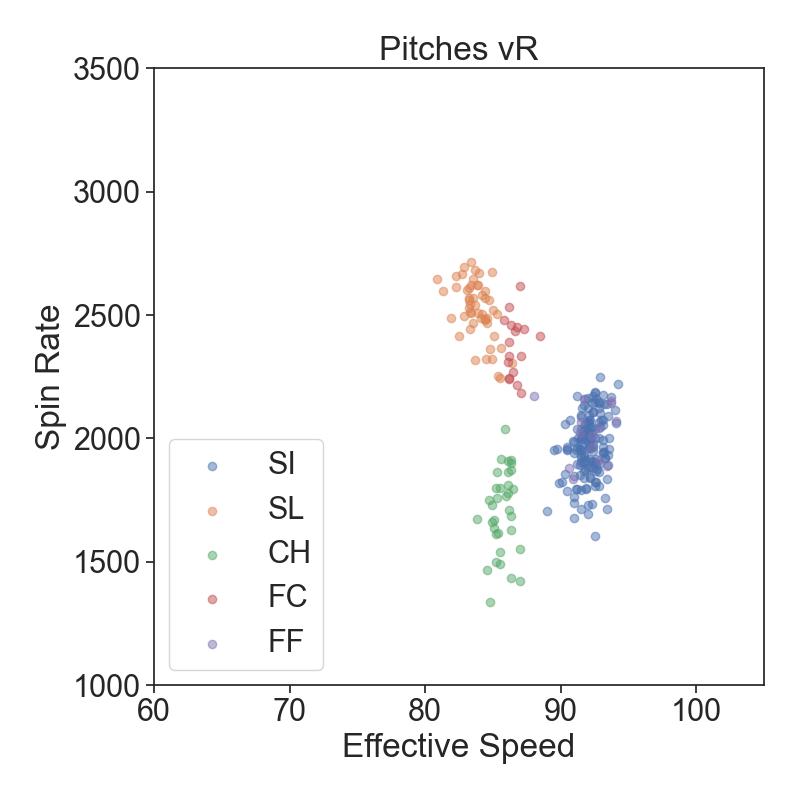 Pitches vR
3500
3000
2500
2000
1500
1000
Spin Rate
SI
SL
CH
FC
FF
60 70 80 90 100
Effective Speed